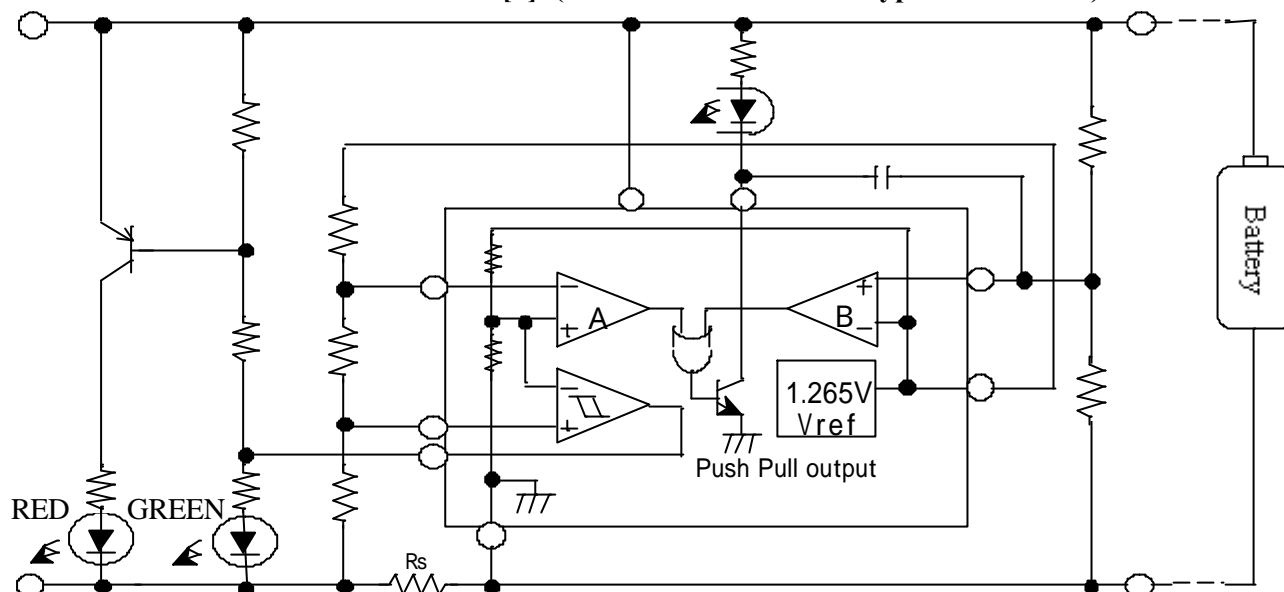 Battery
A
B
1.265V
Vref
Push Pull output
RED GREEN
Rs